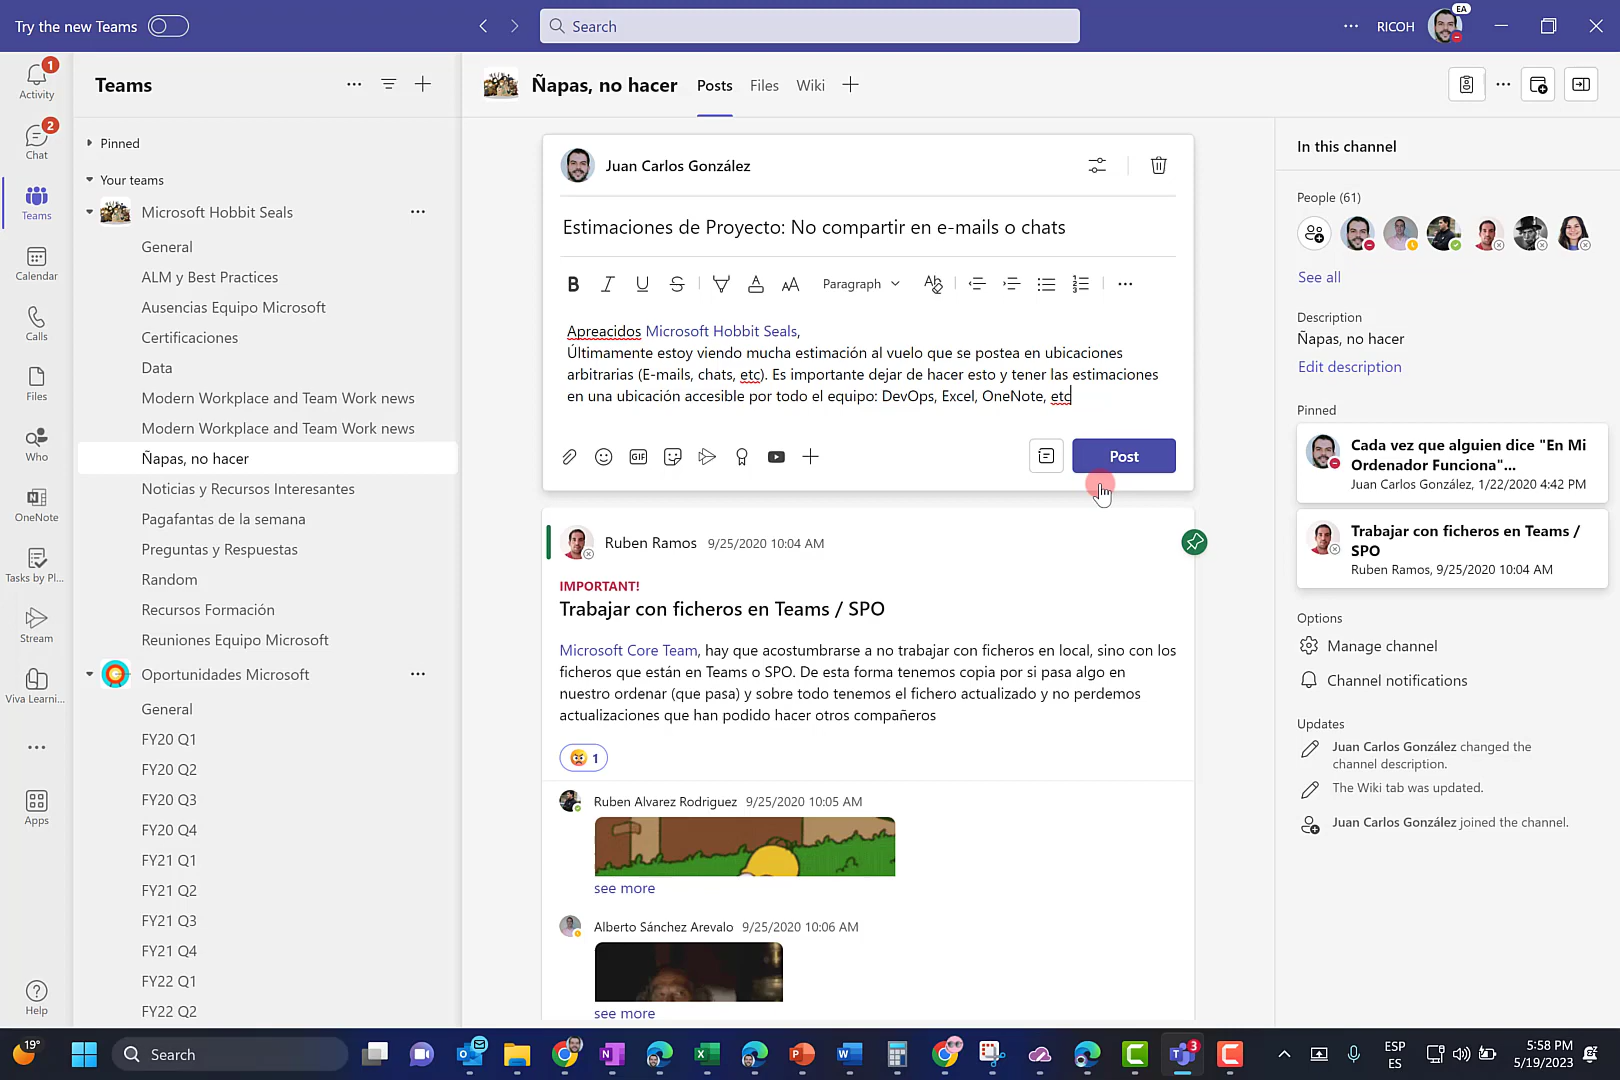 Try the new Teams
Search
RICOH
EA
Activity
1
Chat
2
Teams
Calendar
Calls
Files
Who
OneNote
Tasks by Pl...
Stream
Viva Learni...
Apps
Help
Teams
Pinned
Your teams
Microsoft Hobbit Seals
General
ALM y Best Practices
Ausencias Equipo Microsoft
Certificaciones
Data
Modern Workplace and Team Work news
Modern Workplace and Team Work news
Ñapas, no hacer
Noticias y Recursos Interesantes
Pagafantas de la semana
Preguntas y Respuestas
Random
Recursos Formación
Reuniones Equipo Microsoft
Oportunidades Microsoft
General
FY20 Q1
FY20 Q2
FY20 Q3
FY20 Q4
FY21 Q1
FY21 Q2
FY21 Q3
FY21 Q4
FY22 Q1
FY22 Q2
Ñapas, no hacer
Posts
Files
Wiki
Juan Carlos González
Estimaciones de Proyecto: No compartir en e-mails o chats
B I U S
Paragraph
Apreacidos Microsoft Hobbit Seals,
Últimamente estoy viendo mucha estimación al vuelo que se postea en ubicaciones
arbitrarias (E-mails, chats, etc). Es importante dejar de hacer esto y tener las estimaciones
en una ubicación accesible por todo el equipo: DevOps, Excel, OneNote, etc
GIF
Post
Ruben Ramos 9/25/2020 10:04 AM
IMPORTANT!
Trabajar con ficheros en Teams / SPO
Microsoft Core Team, hay que acostumbrarse a no trabajar con ficheros en local, sino con los
ficheros que están en Teams o SPO. De esta forma tenemos copia por si pasa algo en
nuestro ordenar (que pasa) y sobre todo tenemos el fichero actualizado y no perdemos
actualizaciones que han podido hacer otros compañeros
1
Ruben Alvarez Rodriguez 9/25/2020 10:05 AM
see more
Alberto Sánchez Arevalo 9/25/2020 10:06 AM
see more
In this channel
People (61)
See all
Description
Ñapas, no hacer
Edit description
Pinned
Cada vez que alguien dice "En Mi
Ordenador Funciona"...
Juan Carlos González, 1/22/2020 4:42 PM
Trabajar con ficheros en Teams /
SPO
Ruben Ramos, 9/25/2020 10:04 AM
Options
Manage channel
Channel notifications
Updates
Juan Carlos González changed the
channel description.
The Wiki tab was updated.
Juan Carlos González joined the channel.
19°
Search
3
ESP
ES
5:58 PM
5/19/2023